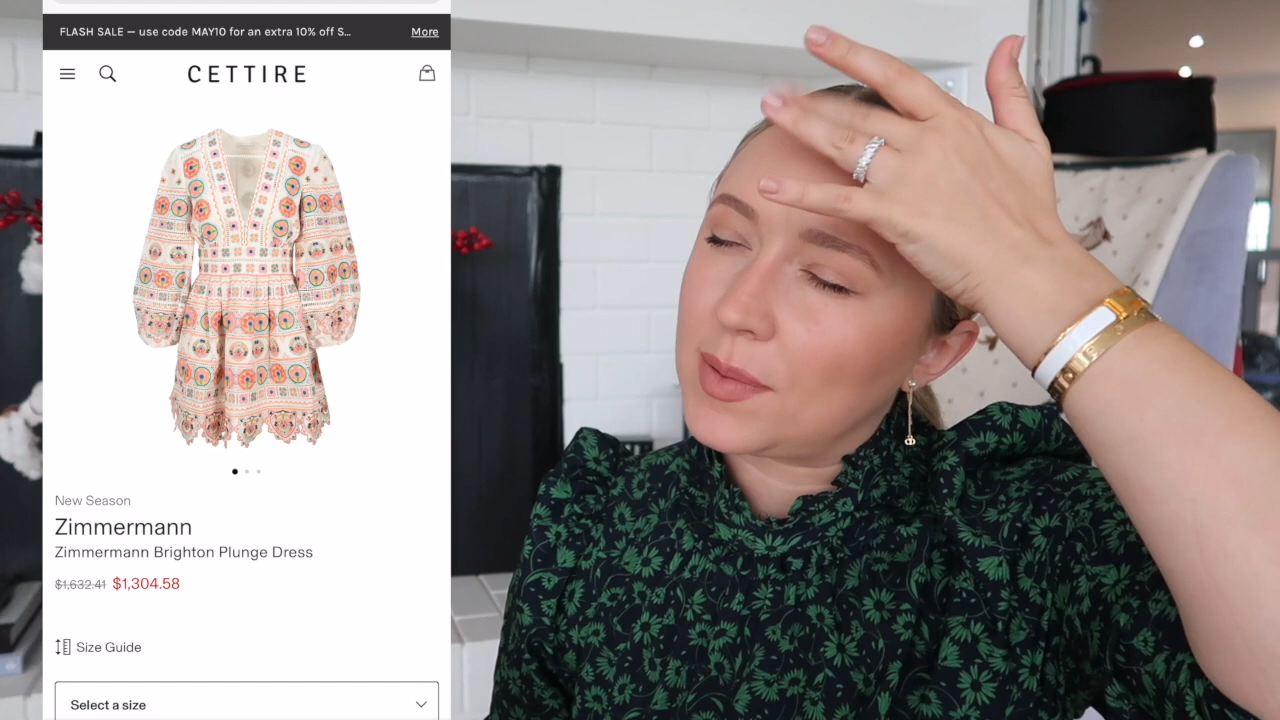 FLASH SALE — use code MAY10 for an extra 10% off S...
More
CETTIRE
New Season
Zimmermann
Zimmermann Brighton Plunge Dress
$1,632.41 $1,304.58
Size Guide
Select a size